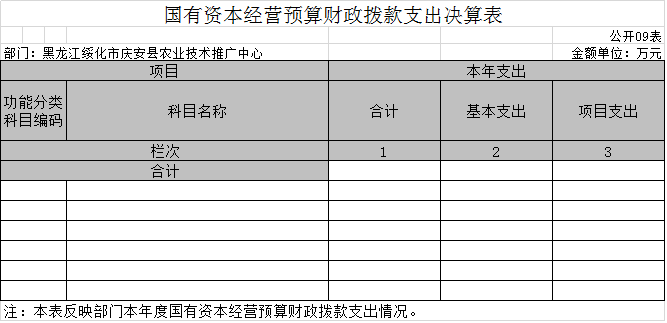 国有资本经营预算财政拨款支出决算表
公开09表
部门：黑龙江绥化市庆安县农业技术推广中心 金额单位：万元
项目 本年支出
功能分类
科目编码 科目名称 合计 基本支出 项目支出
栏次 1 2 3
合计
注：本表反映部门本年度国有资本经营预算财政拨款支出情况。